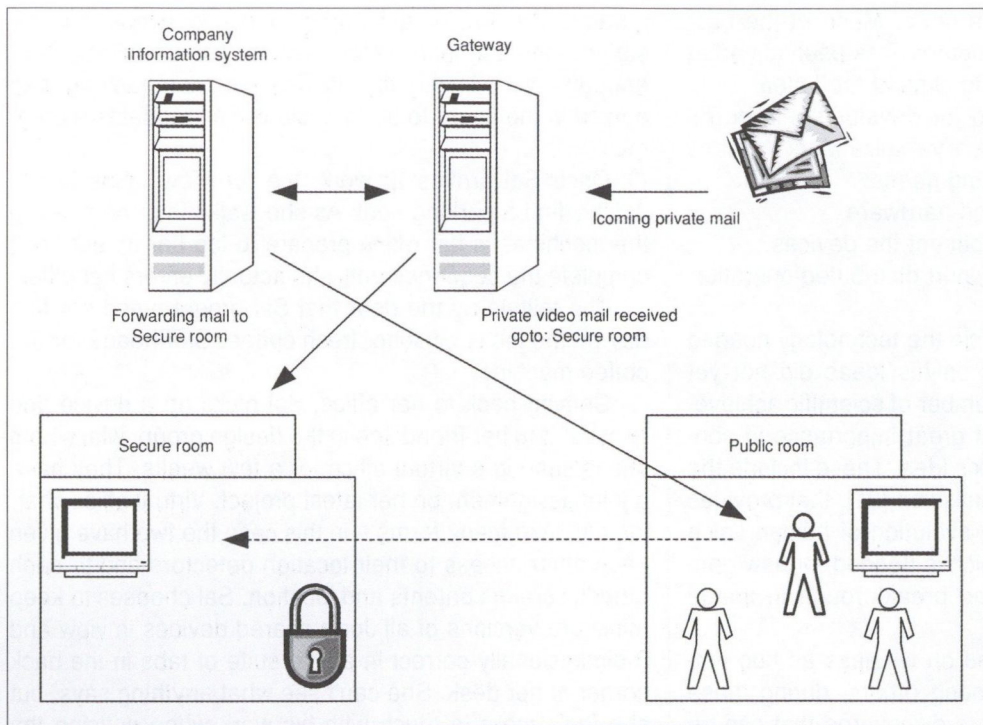 Company
information system
Gateway
Icoming private mail
Forwarding mail to
Secure room
Private video mail received
goto: Secure room
Secure room
Public room